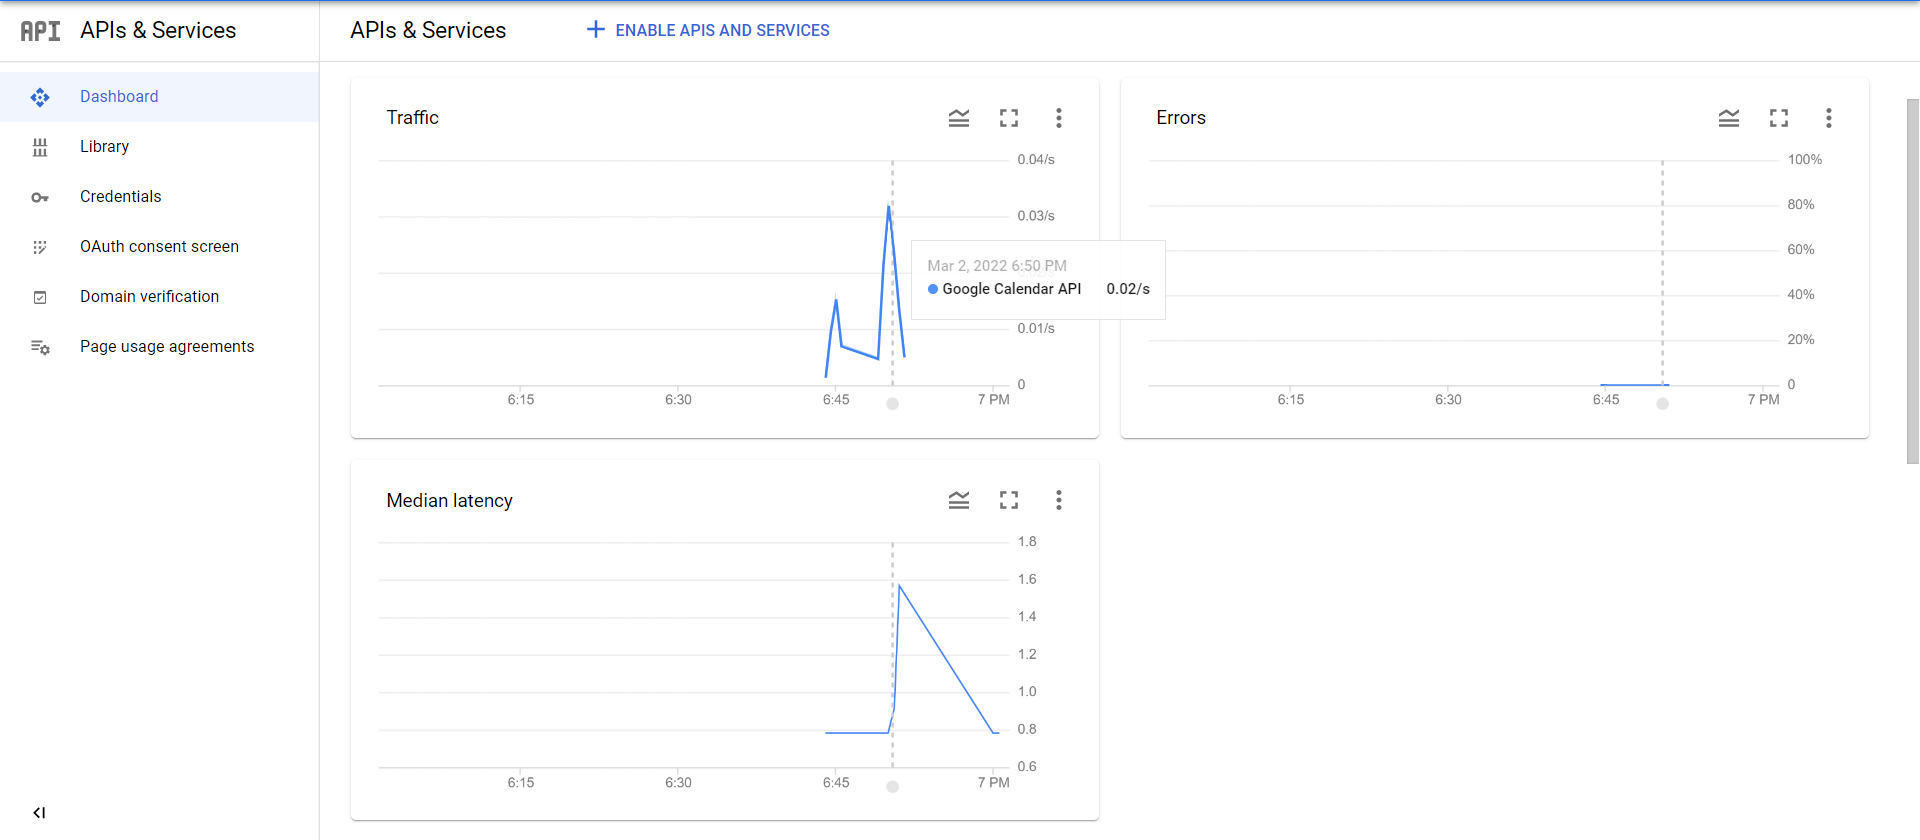 API APIs & Services
Dashboard
Library
Credentials
OAuth consent screen
Domain verification
Page usage agreements
APIs & Services
ENABLE APIS AND SERVICES
Traffic
0.04/s
0.03/s
0.01/s
0
6:15 6:30 6:45 7 PM
Mar 2, 2022 6:50 PM
Google Calendar API 0.02/s
Errors
100%
80%
60%
40%
20%
0
6:15 6:30 6:45 7 PM
Median latency
1.8
1.6
1.4
1.2
1.0
0.8
0.6
6:15 6:30 6:45 7 PM